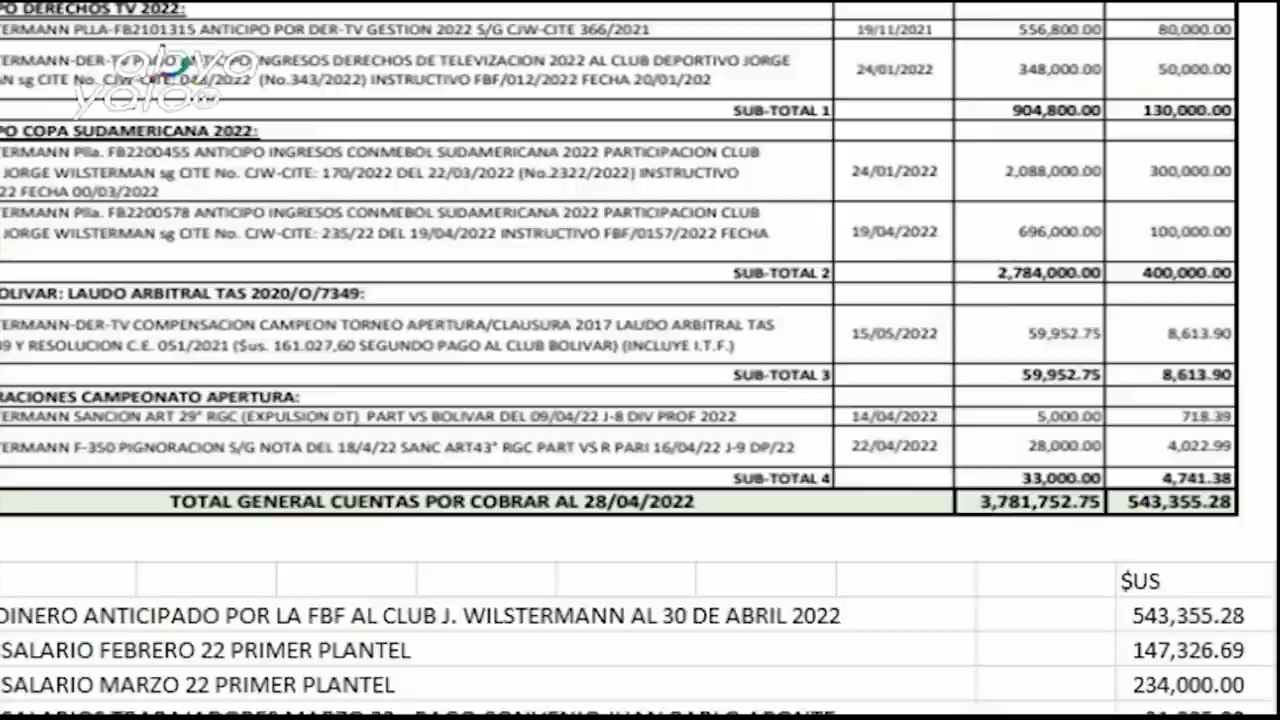 PO DERECHOS TV 2022:
TERMANN PLLA-FB2101315 ANTICIPO POR DER-TV GESTION 2022 S/G CJW-CITE 366/2021 19/11/2021 556,800.00 80,000.00
TERMANN-DER-TV INGRESOS DERECHOS DE TELEVIZACION 2022 AL CLUB DEPORTIVO JORGE
AN sg CITE No. CJW-CITE: 044/2022 (No.343/2022) INSTRUCTIVO FBF/012/2022 FECHA 20/01/202 24/01/2022 348,000.00 50,000.00
SUB-TOTAL 1 904,800.00 130,000.00
PO COPA SUDAMERICANA 2022:
TERMANN Plla. FB2200455 ANTICIPO INGRESOS CONMEBOL SUDAMERICANA 2022 PARTICIPACION CLUB
JORGE WILSTERMAN sg CITE No. CJW-CITE: 170/2022 DEL 22/03/2022 (No.2322/2022) INSTRUCTIVO 24/01/2022 2,088,000.00 300,000.00
22 FECHA 00/03/2022
TERMANN Plla. FB2200578 ANTICIPO INGRESOS CONMEBOL SUDAMERICANA 2022 PARTICIPACION CLUB
JORGE WILSTERMAN sg CITE No. CJW-CITE: 235/22 DEL 19/04/2022 INSTRUCTIVO FBF/0157/2022 FECHA 19/04/2022 696,000.00 100,000.00
SUB-TOTAL 2 2,784,000.00 400,000.00
OLIVAR: LAUDO ARBITRAL TAS 2020/O/7349:
TERMANN-DER-TV COMPENSACION CAMPEON TORNEO APERTURA/CLAUSURA 2017 LAUDO ARBITRAL TAS
49 Y RESOLUCION C.E. 051/2021 ($us. 161.027,60 SEGUNDO PAGO AL CLUB BOLIVAR) (INCLUYE I.T.F.) 15/05/2022 59,952.75 8,613.90
SUB-TOTAL 3 59,952.75 8,613.90
RACIONES CAMPEONATO APERTURA:
TERMANN SANCION ART 29° RGC (EXPULSION DT) PART VS BOLIVAR DEL 09/04/22 J-8 DIV PROF 2022 14/04/2022 5,000.00 718.39
TERMANN F-350 PIGNORACION S/G NOTA DEL 18/4/22 SANC ART43° RGC PART VS R PARI 16/04/22 J-9 DP/22 22/04/2022 28,000.00 4,022.99
SUB-TOTAL 4 33,000.00 4,741.38
TOTAL GENERAL CUENTAS POR COBRAR AL 28/04/2022 3,781,752.75 543,355.28
$US
DINERO ANTICIPADO POR LA FBF AL CLUB J. WILSTERMANN AL 30 DE ABRIL 2022 543,355.28
SALARIO FEBRERO 22 PRIMER PLANTEL 147,326.69
SALARIO MARZO 22 PRIMER PLANTEL 234,000.00